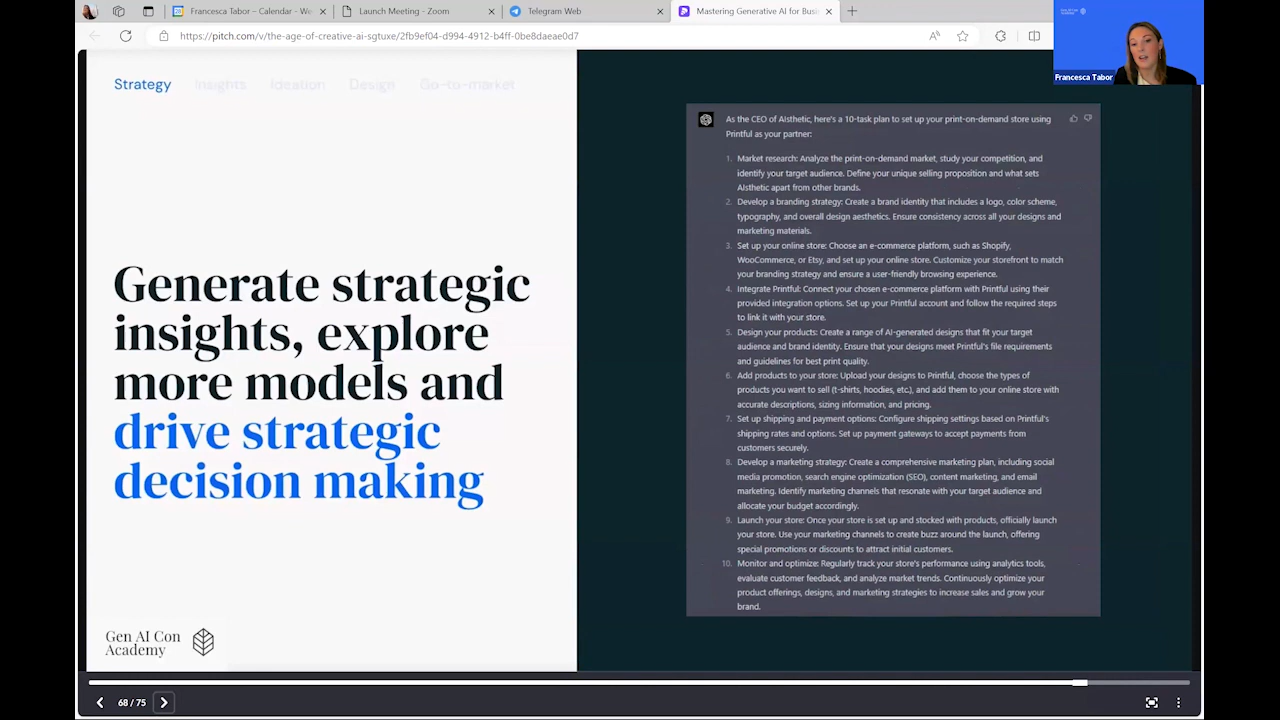 Francesca Tabor – Calendar - We
Launch Meeting - Zoom
Telegram Web
Mastering Generative AI for Busi
https://pitch.com/v/the-age-of-creative-ai-sgtuxe/2fb9ef04-d994-4912-b4ff-0be8daeae0d7
Gen AI Con
Academy
Francesca Tabor
Strategy Insights Ideation Design Go-to-market
Generate strategic
insights, explore
more models and
drive strategic
decision making
Gen AI Con
Academy
As the CEO of AIsthetic, here's a 10-task plan to set up your print-on-demand store using
Printful as your partner:
1. Market research: Analyze the print-on-demand market, study your competition, and
identify your target audience. Define your unique selling proposition and what sets
AIsthetic apart from other brands.
2. Develop a branding strategy: Create a brand identity that includes a logo, color scheme,
typography, and overall design aesthetics. Ensure consistency across all your designs and
marketing materials.
3. Set up your online store: Choose an e-commerce platform, such as Shopify,
WooCommerce, or Etsy, and set up your online store. Customize your storefront to match
your branding strategy and ensure a user-friendly browsing experience.
4. Integrate Printful: Connect your chosen e-commerce platform with Printful using their
provided integration options. Set up your Printful account and follow the required steps
to link it with your store.
5. Design your products: Create a range of AI-generated designs that fit your target
audience and brand identity. Ensure that your designs meet Printful's file requirements
and guidelines for best print quality.
6. Add products to your store: Upload your designs to Printful, choose the types of
products you want to sell (t-shirts, hoodies, etc.), and add them to your online store with
accurate descriptions, sizing information, and pricing.
7. Set up shipping and payment options: Configure shipping settings based on Printful's
shipping rates and options. Set up payment gateways to accept payments from
customers securely.
8. Develop a marketing strategy: Create a comprehensive marketing plan, including social
media promotion, search engine optimization (SEO), content marketing, and email
marketing. Identify marketing channels that resonate with your target audience and
allocate your budget accordingly.
9. Launch your store: Once your store is set up and stocked with products, officially launch
your store. Use your marketing channels to create buzz around the launch, offering
special promotions or discounts to attract initial customers.
10. Monitor and optimize: Regularly track your store's performance using analytics tools,
evaluate customer feedback, and analyze market trends. Continuously optimize your
product offerings, designs, and marketing strategies to increase sales and grow your
brand.
68 / 75